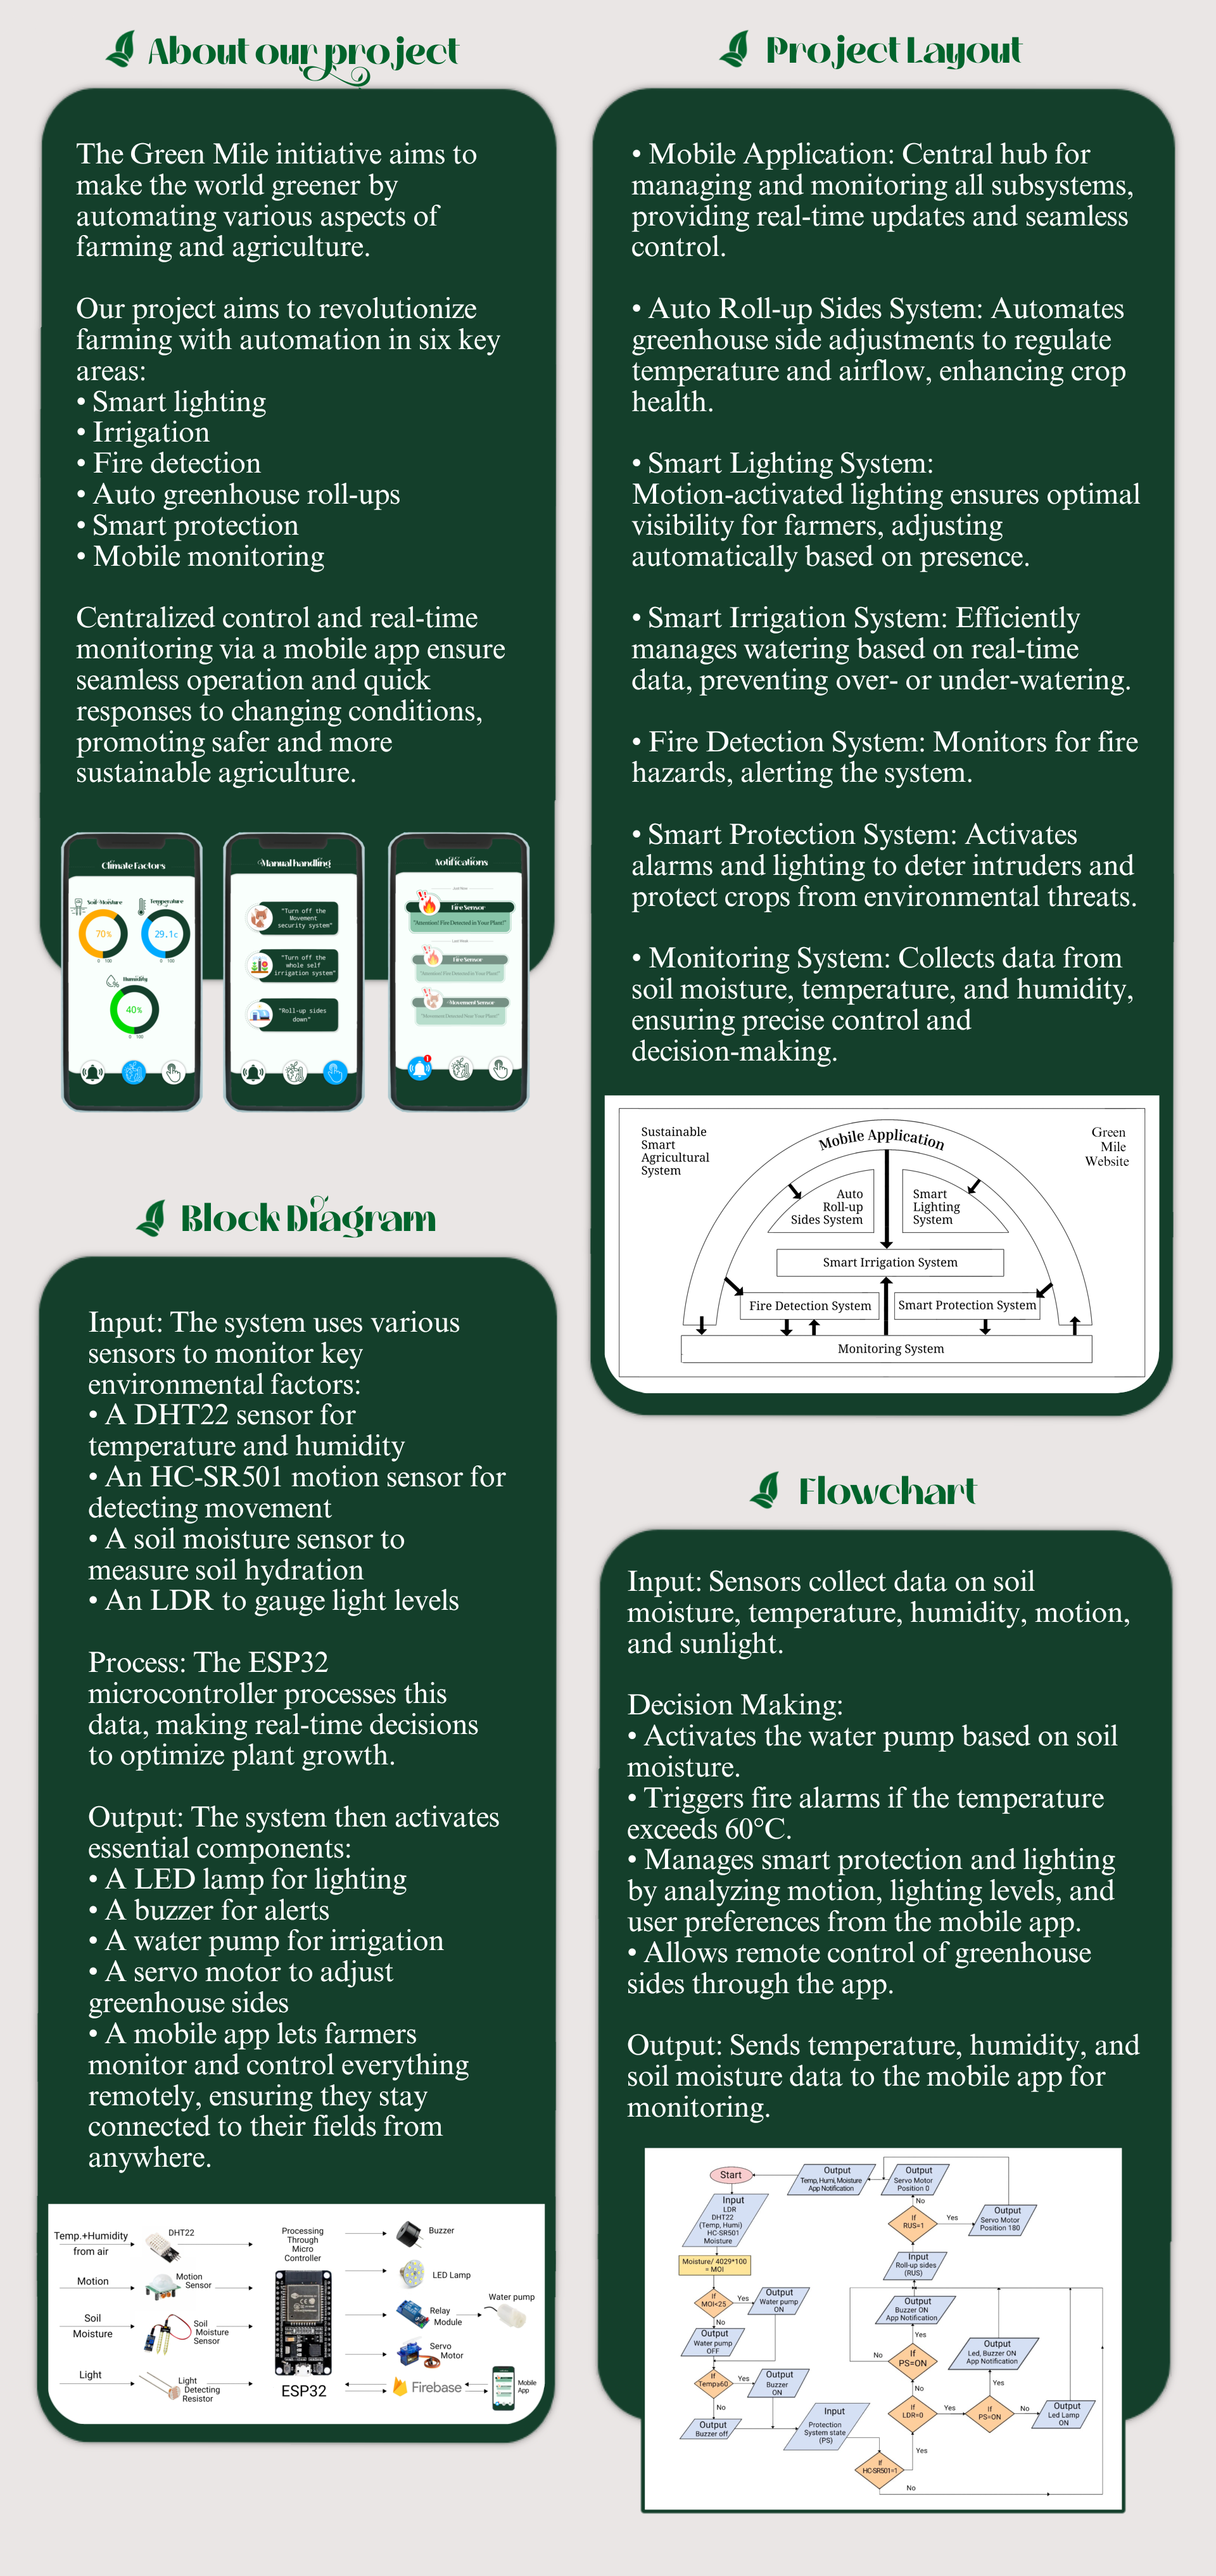 About our project
The Green Mile initiative aims to
make the world greener by
automating various aspects of
farming and agriculture.
Our project aims to revolutionize
farming with automation in six key
areas:
• Smart lighting
• Irrigation
• Fire detection
• Auto greenhouse roll-ups
• Smart protection
• Mobile monitoring
Centralized control and real-time
monitoring via a mobile app ensure
seamless operation and quick
responses to changing conditions,
promoting safer and more
sustainable agriculture.
Climate Factors
Soil Moisture
Temperature
70%
29.1c
0 100
0 100
Humidity
40%
0 100
Manual handling
"Turn off the
Movement
security system"
"Turn off the
whole self
irrigation system"
"Roll-up sides
down"
Notifications
Just Now
Fire Sensor
"Attention! Fire Detected in Your Plant!"
Last Week
Fire Sensor
"Attention! Fire Detected in Your Plant!"
Movement Sensor
"Movement Detected Near Your Plant!"
1
Project Layout
• Mobile Application: Central hub for
managing and monitoring all subsystems,
providing real-time updates and seamless
control.
• Auto Roll-up Sides System: Automates
greenhouse side adjustments to regulate
temperature and airflow, enhancing crop
health.
• Smart Lighting System:
Motion-activated lighting ensures optimal
visibility for farmers, adjusting
automatically based on presence.
• Smart Irrigation System: Efficiently
manages watering based on real-time
data, preventing over- or under-watering.
• Fire Detection System: Monitors for fire
hazards, alerting the system.
• Smart Protection System: Activates
alarms and lighting to deter intruders and
protect crops from environmental threats.
• Monitoring System: Collects data from
soil moisture, temperature, and humidity,
ensuring precise control and
decision-making.
Sustainable
Smart
Agricultural
System
Mobile Application
Green
Mile
Website
Auto
Roll-up
Sides System
Smart
Lighting
System
Smart Irrigation System
Fire Detection System
Smart Protection System
Monitoring System
Block Diagram
Input: The system uses various
sensors to monitor key
environmental factors:
• A DHT22 sensor for
temperature and humidity
• An HC-SR501 motion sensor for
detecting movement
• A soil moisture sensor to
measure soil hydration
• An LDR to gauge light levels
Process: The ESP32
microcontroller processes this
data, making real-time decisions
to optimize plant growth.
Output: The system then activates
essential components:
• A LED lamp for lighting
• A buzzer for alerts
• A water pump for irrigation
• A servo motor to adjust
greenhouse sides
• A mobile app lets farmers
monitor and control everything
remotely, ensuring they stay
connected to their fields from
anywhere.
Temp.+Humidity
from air
DHT22
Motion
Motion
Sensor
Soil
Moisture
Soil
Moisture
Sensor
Light
Light
Detecting
Resistor
Processing
Through
Micro
Controller
ESP32
Buzzer
LED Lamp
Relay
Module
Water pump
Servo
Motor
Firebase
Mobile
App
Flowchart
Input: Sensors collect data on soil
moisture, temperature, humidity, motion,
and sunlight.
Decision Making:
• Activates the water pump based on soil
moisture.
• Triggers fire alarms if the temperature
exceeds 60°C.
• Manages smart protection and lighting
by analyzing motion, lighting levels, and
user preferences from the mobile app.
• Allows remote control of greenhouse
sides through the app.
Output: Sends temperature, humidity, and
soil moisture data to the mobile app for
monitoring.
Start
Output
Temp, Humi, Moisture
App Notification
Output
Servo Motor
Position 0
No
Input
LDR
DHT22
(Temp, Humi)
HC-SR501
Moisture
If
RUS=1
Yes
Output
Servo Motor
Position 180
Moisture/ 4029*100
= MOI
Input
Roll-up sides
(RUS)
If
MOI<25
Yes
Output
Water pump
ON
No
Output
Water pump
OFF
Output
Buzzer ON
App Notification
Yes
Output
Led, Buzzer ON
App Notification
If
PS=ON
No
Yes
No
If
Temp≥60
Yes
Output
Buzzer
ON
No
Output
Buzzer off
Input
Protection
System state
(PS)
If
LDR=0
Yes
If
PS=ON
No
Output
Led Lamp
ON
Yes
If
HC-SR501=1
No